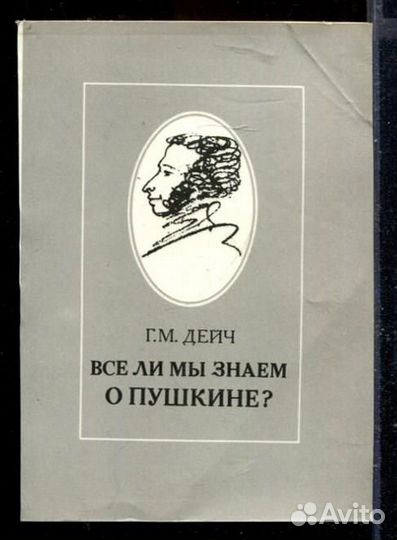 Г.М. ДЕЙЧ
ВСЕ ЛИ МЫ ЗНАЕМ
О ПУШКИНЕ?
Avito